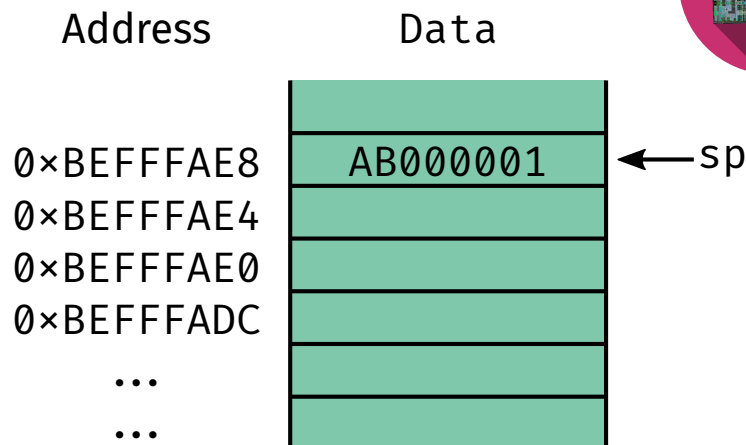 Address Data
0×BEFFFAE8 AB000001 sp
0×BEFFFAE4
0×BEFFFAE0
0×BEFFFADC
...
...